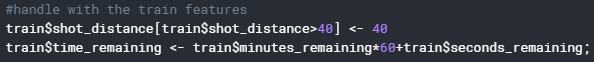 #handle with the train features
train$shot_distance[train$shot_distance>40] <- 40
train$time_remaining <- train$minutes_remaining*60+train$seconds_remaining;